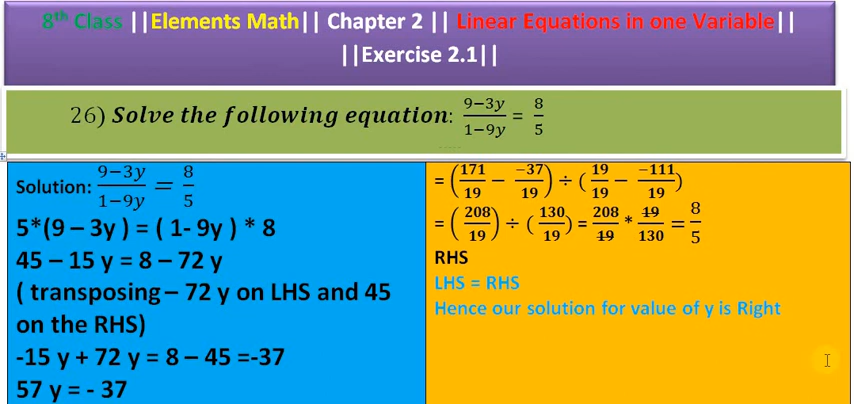 8th Class ||Elements Math|| Chapter 2 || Linear Equations in one Variable||
||Exercise 2.1||
26) Solve the following equation: (9−3y)/(1−9y) = 8/5
Solution: (9−3y)/(1−9y) = 8/5
5*(9 – 3y ) = ( 1- 9y ) * 8
45 – 15 y = 8 – 72 y
( transposing – 72 y on LHS and 45
on the RHS)
-15 y + 72 y = 8 – 45 =-37
57 y = - 37
= (171/19 − −37/19) ÷ (19/19 − −111/19)
= (208/19) ÷ (130/19) = 208/19 * 19/130 = 8/5
RHS
LHS = RHS
Hence our solution for value of y is Right